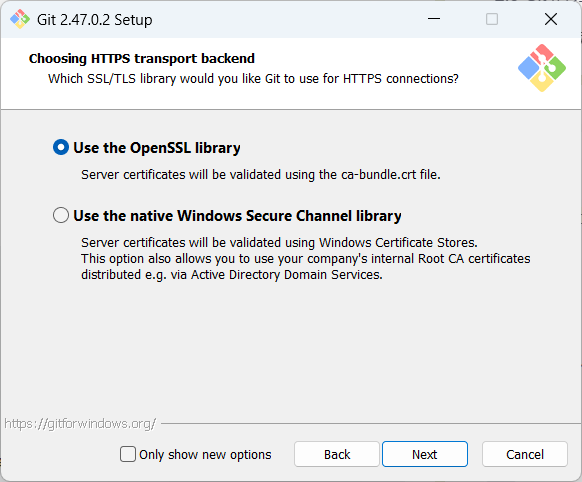 Git 2.47.0.2 Setup
Choosing HTTPS transport backend
Which SSL/TLS library would you like Git to use for HTTPS connections?
Use the OpenSSL library
Server certificates will be validated using the ca-bundle.crt file.
Use the native Windows Secure Channel library
Server certificates will be validated using Windows Certificate Stores.
This option also allows you to use your company's internal Root CA certificates
distributed e.g. via Active Directory Domain Services.
https://gitforwindows.org/
Only show new options
Back
Next
Cancel